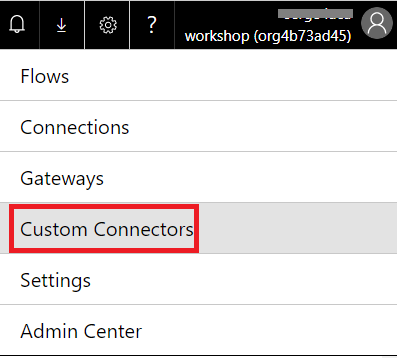 ?
workshop (org4b73ad45)
Flows
Connections
Gateways
Custom Connectors
Settings
Admin Center